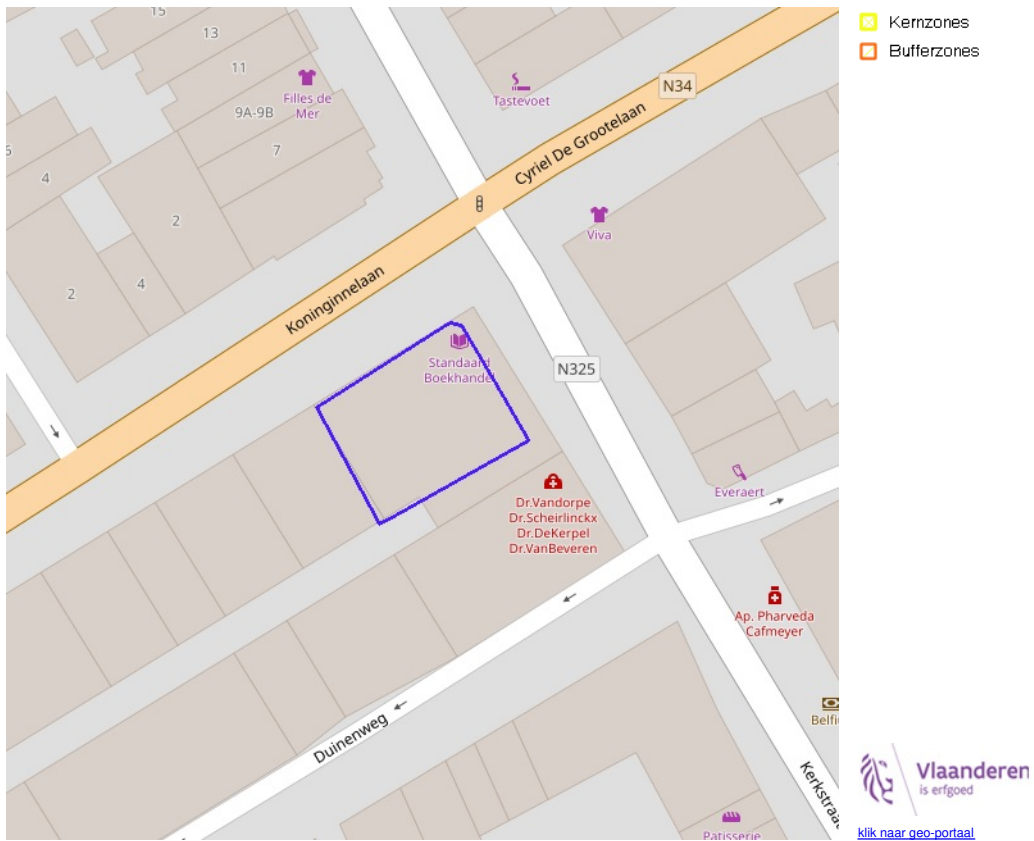 15
13
11
9A-9B
7
5
4
2
2
4
Filles de
Mer
Tastevoet
N34
Cyriel De Grootelaan
Viva
Koninginnelaan
Standaard
Boekhandel
N325
Everaert
Dr.Vandorpe
Dr.Scheirlinckx
Dr.DeKerpel
Dr.VanBeveren
Ap. Pharveda
Cafmeyer
Belfi
Duinenweg
Kerkstraa
Patisserie
Kernzones
Bufferzones
Vlaanderen
is erfgoed
klik naar geo-portaal